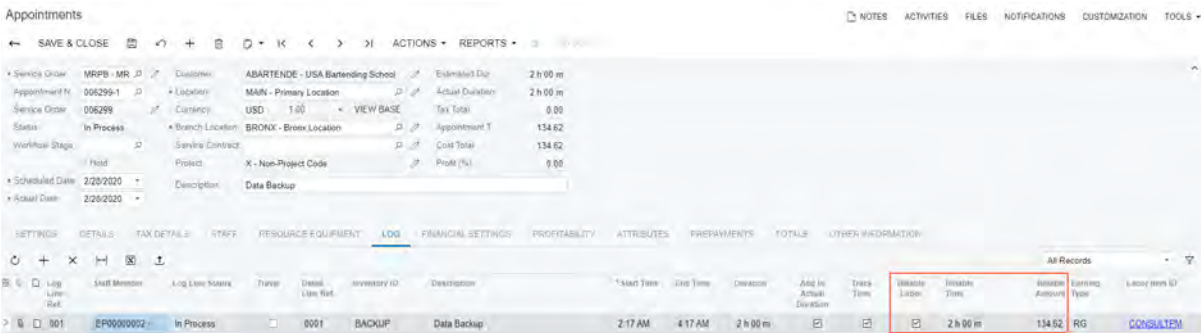 Appointments
NOTES ACTIVITIES FILES NOTIFICATIONS CUSTOMIZATION TOOLS
SAVE & CLOSE ACTIONS REPORTS
Service Order MRPB - MR Customer: ABARTENDE - USA Bartending School Estimated Dur 2 h 00 m
Appointment N 006299-1 Location: MAIN - Primary Location Actual Duration: 2 h 00 m
Service Order 006299 Currency: USD 1.00 VIEW BASE Tax Total: 0.00
Status: In Process Branch Location: BRONX - Bronx Location Appointment T 134.62
Workflow Stage: Service Contract: Cost Total: 134.62
Hold Project: X - Non-Project Code Profit (%): 0.00
Scheduled Date: 2/28/2020 Description: Data Backup
Actual Date: 2/28/2020
SETTINGS DETAILS TAX DETAILS STAFF RESOURCE EQUIPMENT LOG FINANCIAL SETTINGS PROFITABILITY ATTRIBUTES PREPAYMENTS TOTALS OTHER INFORMATION
All Records
Log Line Ref. Staff Member Log Line Status Travel Detail Line Ref. Inventory ID Description Start Time End Time Duration Add to Actual Duration Track Time Billable Labor Billable Time Billable Amount Earning Type Labor Item ID
001 EP00000002 - In Process 0001 BACKUP Data Backup 2:17 AM 4:17 AM 2 h 00 m 2 h 00 m 134.62 RG CONSULTEM